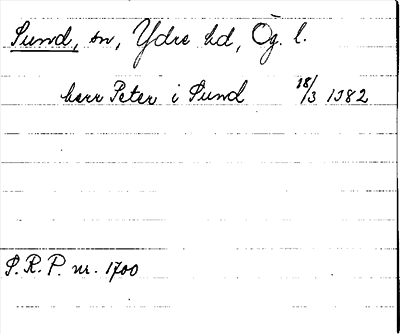 Sund, sn, Ydre hd, Ög. l.
herr Peter i Sund 18/3 1382
S.R.P. nr. 1700